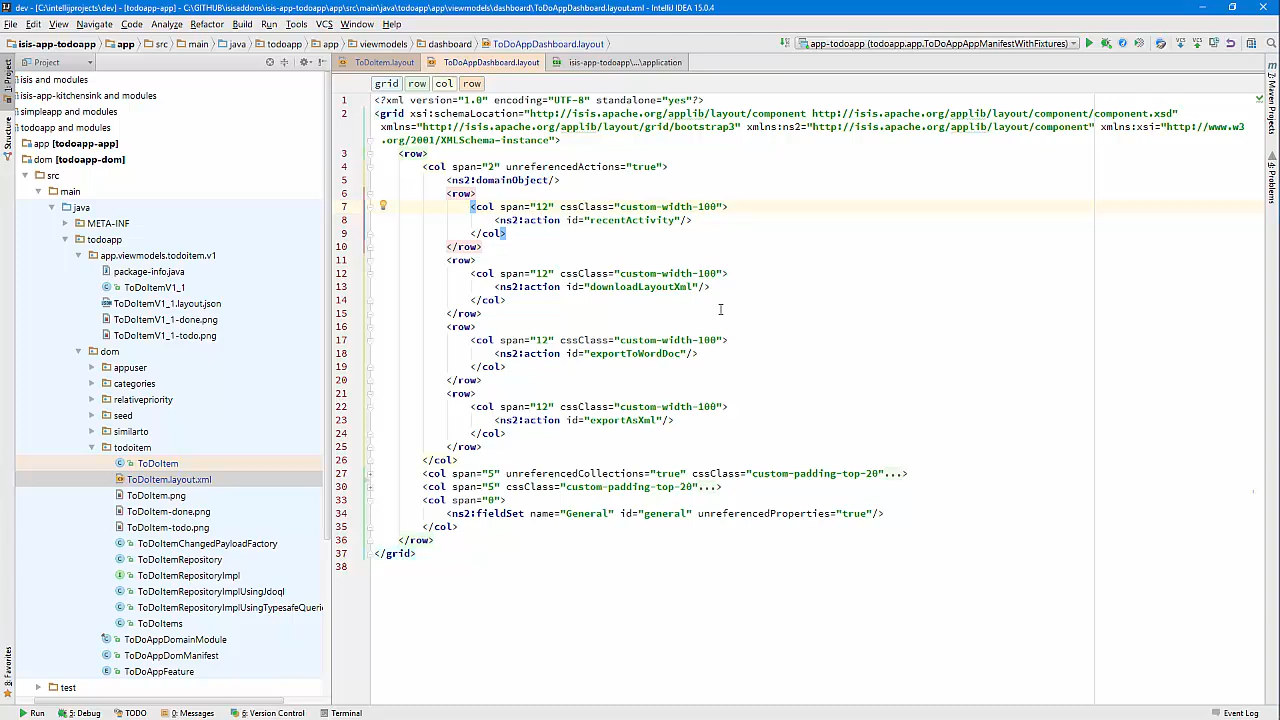 dev - [C:\intellijprojects\dev] - [todoapp-app] - C:\GITHUB\isisaddons\isis-app-todoapp\app\src\main\java\todoapp\app\viewmodels\dashboard\ToDoAppDashboard.layout.xml - IntelliJ IDEA 15.0.4
File Edit View Navigate Code Analyze Refactor Build Run Tools VCS Window Help
isis-app-todoapp app src main java todoapp app viewmodels dashboard ToDoAppDashboard.layout.xml
app-todoapp (todoapp.app.ToDoAppAppManifestWithFixtures)
Project
ToDoItem.layout ToDoAppDashboard.layout isis-app-todoapp\...\application
grid row col row
1: Project
Structure
Favorites
Maven Projects
Problems
isis and modules
isis-app-kitchensink and modules
simpleapp and modules
todoapp and modules
app (todoapp-app)
dom (todoapp-dom)
src
main
java
META-INF
todoapp
app.viewmodels.todoitem.v1
package-info.java
ToDoItemV1_1
ToDoItemV1_1.layout.json
ToDoItemV1_1-done.png
ToDoItemV1_1-todo.png
dom
appuser
categories
relativepriority
seed
similarto
todoitem
ToDoItem
ToDoItem.layout.xml
ToDoItem.png
ToDoItem-done.png
ToDoItem-todo.png
ToDoItemChangedPayloadFactory
ToDoItemRepository
ToDoItemRepositoryImpl
ToDoItemRepositoryImplUsingJdoql
ToDoItemRepositoryImplUsingTypesafeQueri
ToDoItems
ToDoAppDomainModule
ToDoAppDomManifest
ToDoAppFeature
test
1 <?xml version="1.0" encoding="UTF-8" standalone="yes"?>
2 <grid xsi:schemaLocation="http://isis.apache.org/applib/layout/component http://isis.apache.org/applib/layout/component/component.xsd"
xmlns="http://isis.apache.org/applib/layout/grid/bootstrap3" xmlns:ns2="http://isis.apache.org/applib/layout/component" xmlns:xsi="http://www.w3
.org/2001/XMLSchema-instance">
3 <row>
4 <col span="2" unreferencedActions="true">
5 <ns2:domainObject/>
6 <row>
7 <col span="12" cssClass="custom-width-100">
8 <ns2:action id="recentActivity"/>
9 </col>
10 </row>
11 <row>
12 <col span="12" cssClass="custom-width-100">
13 <ns2:action id="downloadLayoutXml"/>
14 </col>
15 </row>
16 <row>
17 <col span="12" cssClass="custom-width-100">
18 <ns2:action id="exportToWordDoc"/>
19 </col>
20 </row>
21 <row>
22 <col span="12" cssClass="custom-width-100">
23 <ns2:action id="exportAsXml"/>
24 </col>
25 </row>
26 </col>
27 <col span="5" unreferencedCollections="true" cssClass="custom-padding-top-20"...>
30 <col span="5" cssClass="custom-padding-top-20"...>
33 <col span="0">
34 <ns2:fieldSet name="General" id="general" unreferencedProperties="true"/>
35 </col>
36 </row>
37 </grid>
38
Run 5: Debug TODO 0: Messages 6: Version Control Terminal Event Log